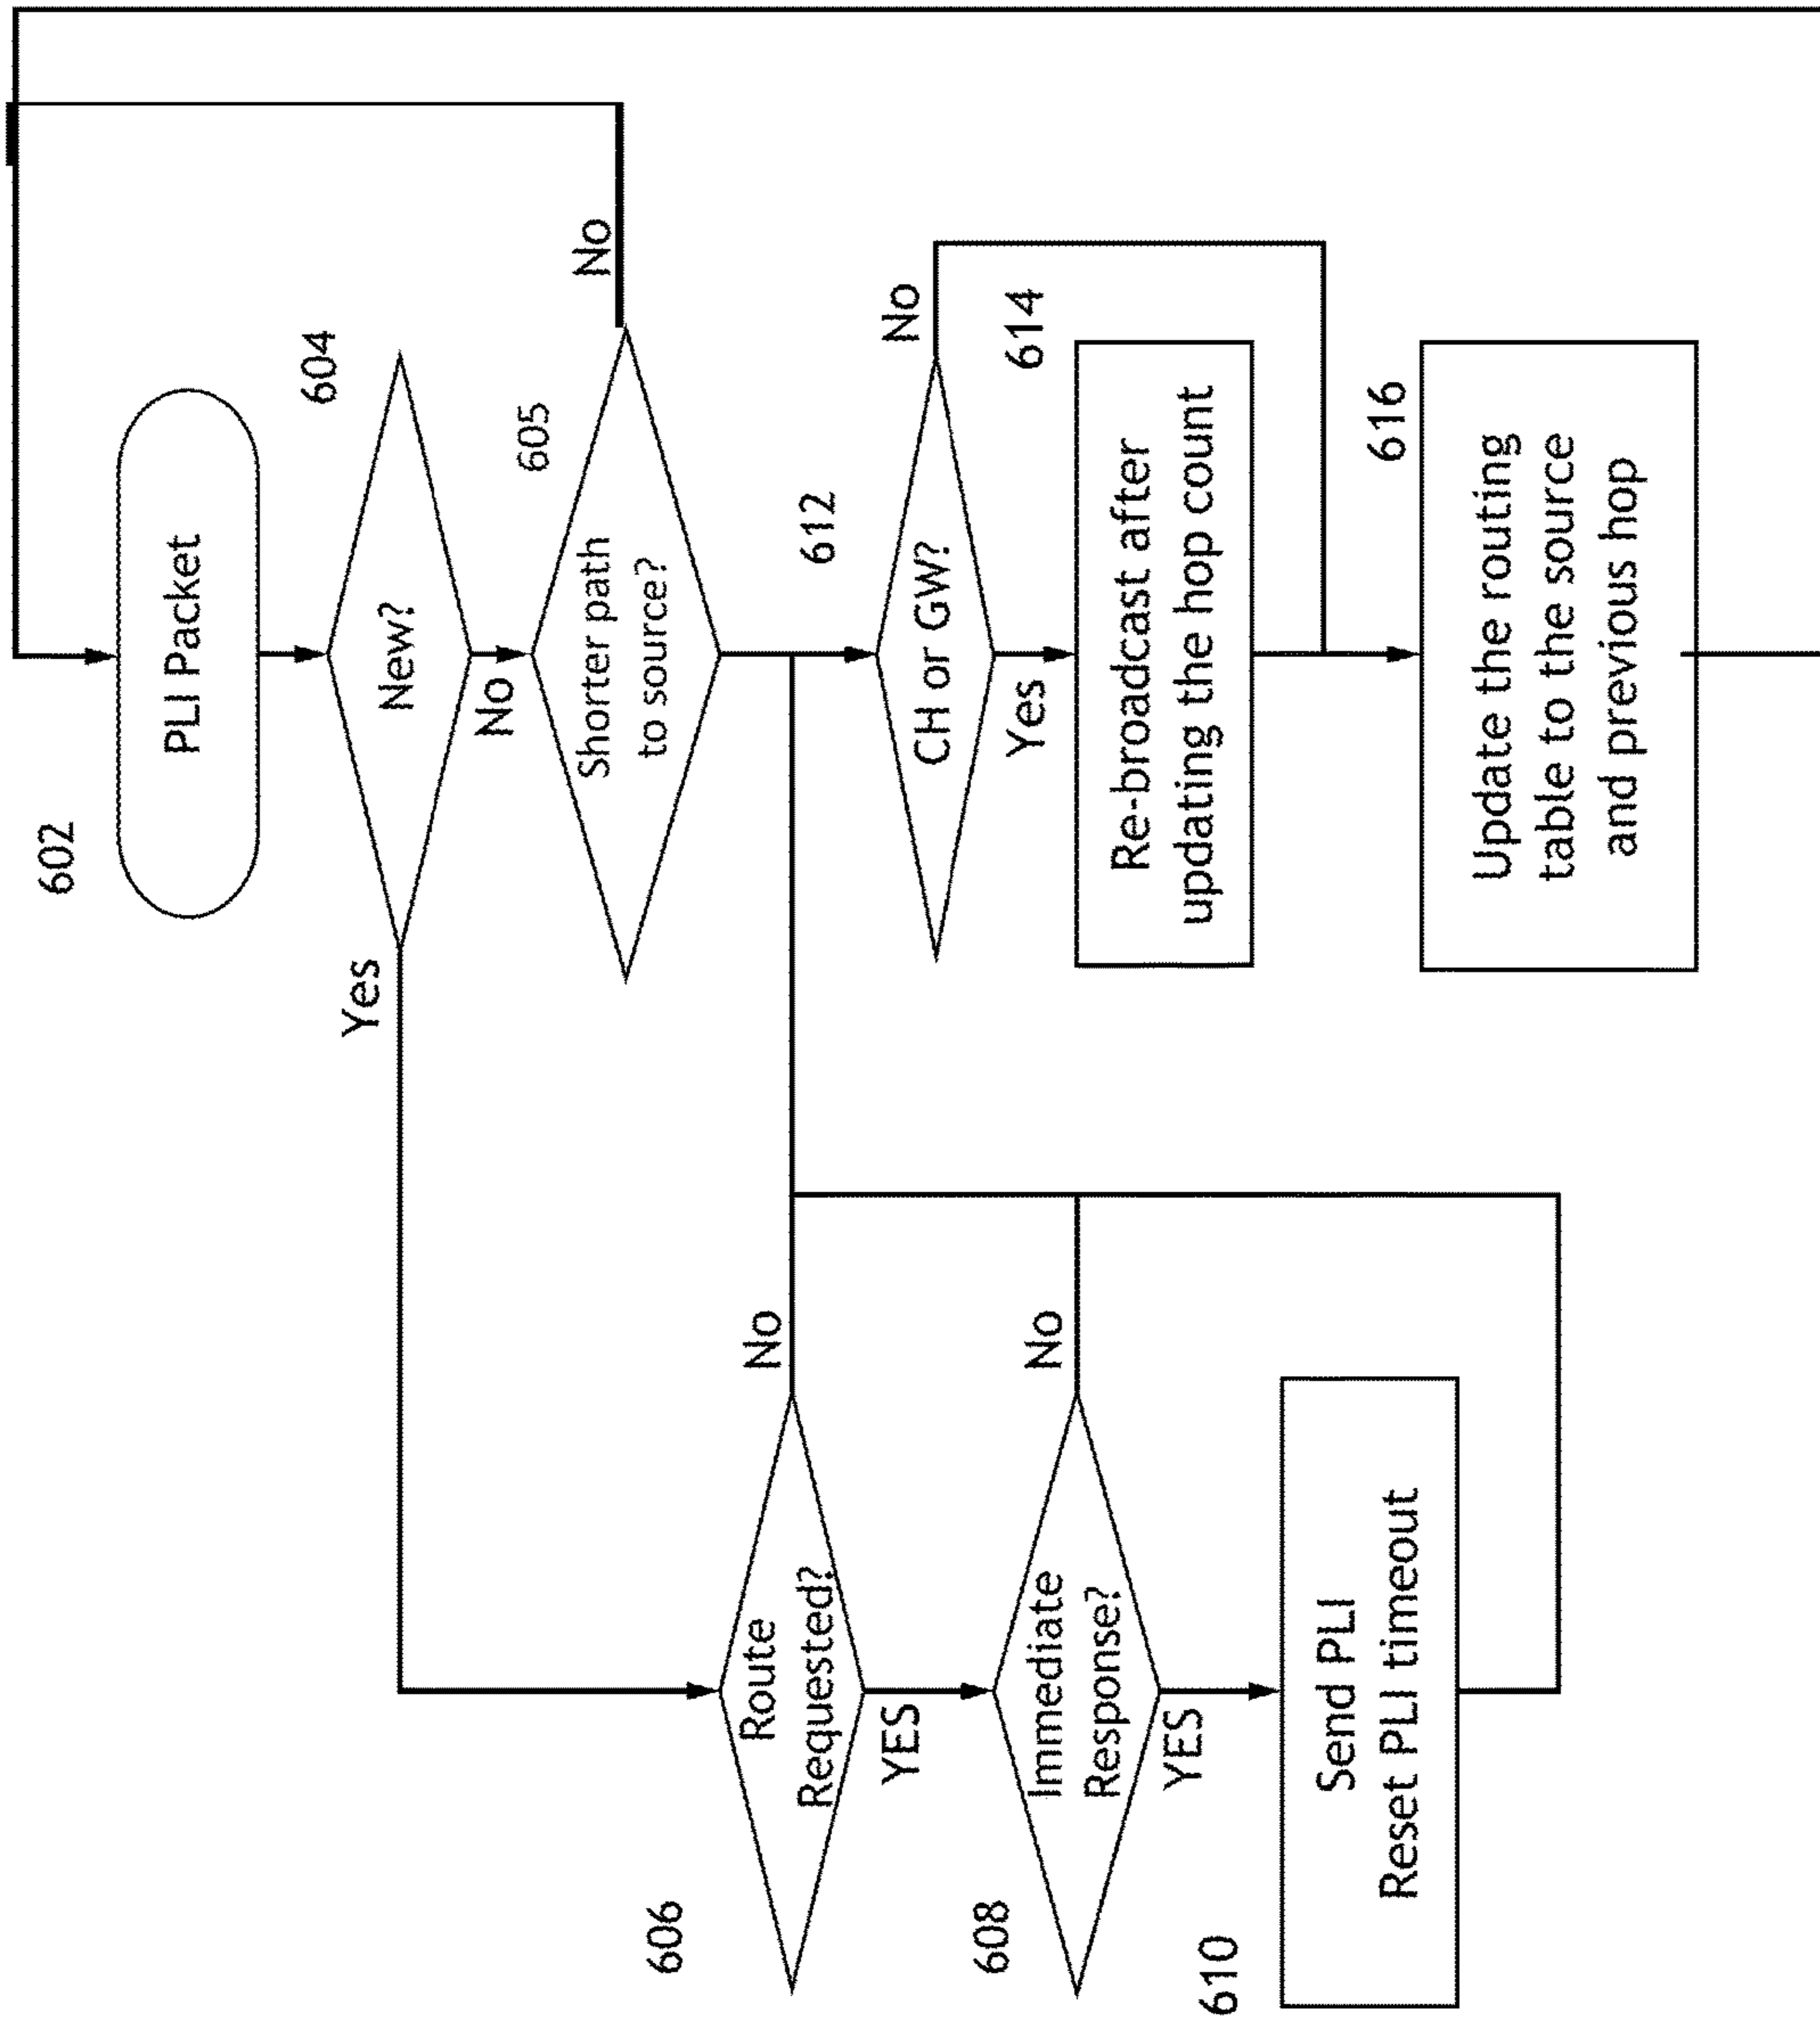 602
PLI Packet
604
New?
Yes
No
605
Shorter path
to source?
No
606
Route
Requested?
No
YES
608
Immediate
Response?
No
YES
610
Send PLI
Reset PLI timeout
612
CH or GW?
No
Yes
614
Re-broadcast after
updating the hop count
616
Update the routing
table to the source
and previous hop